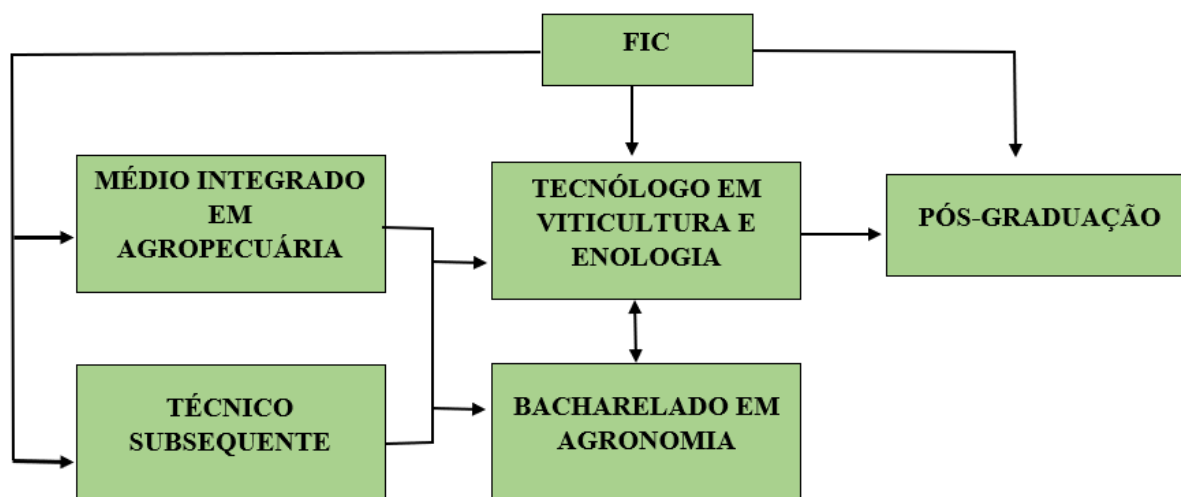 FIC
MÉDIO INTEGRADO
EM
AGROPECUÁRIA
TECNÓLOGO EM
VITICULTURA E
ENOLOGIA
PÓS-GRADUAÇÃO
TÉCNICO
SUBSEQUENTE
BACHARELADO EM
AGRONOMIA